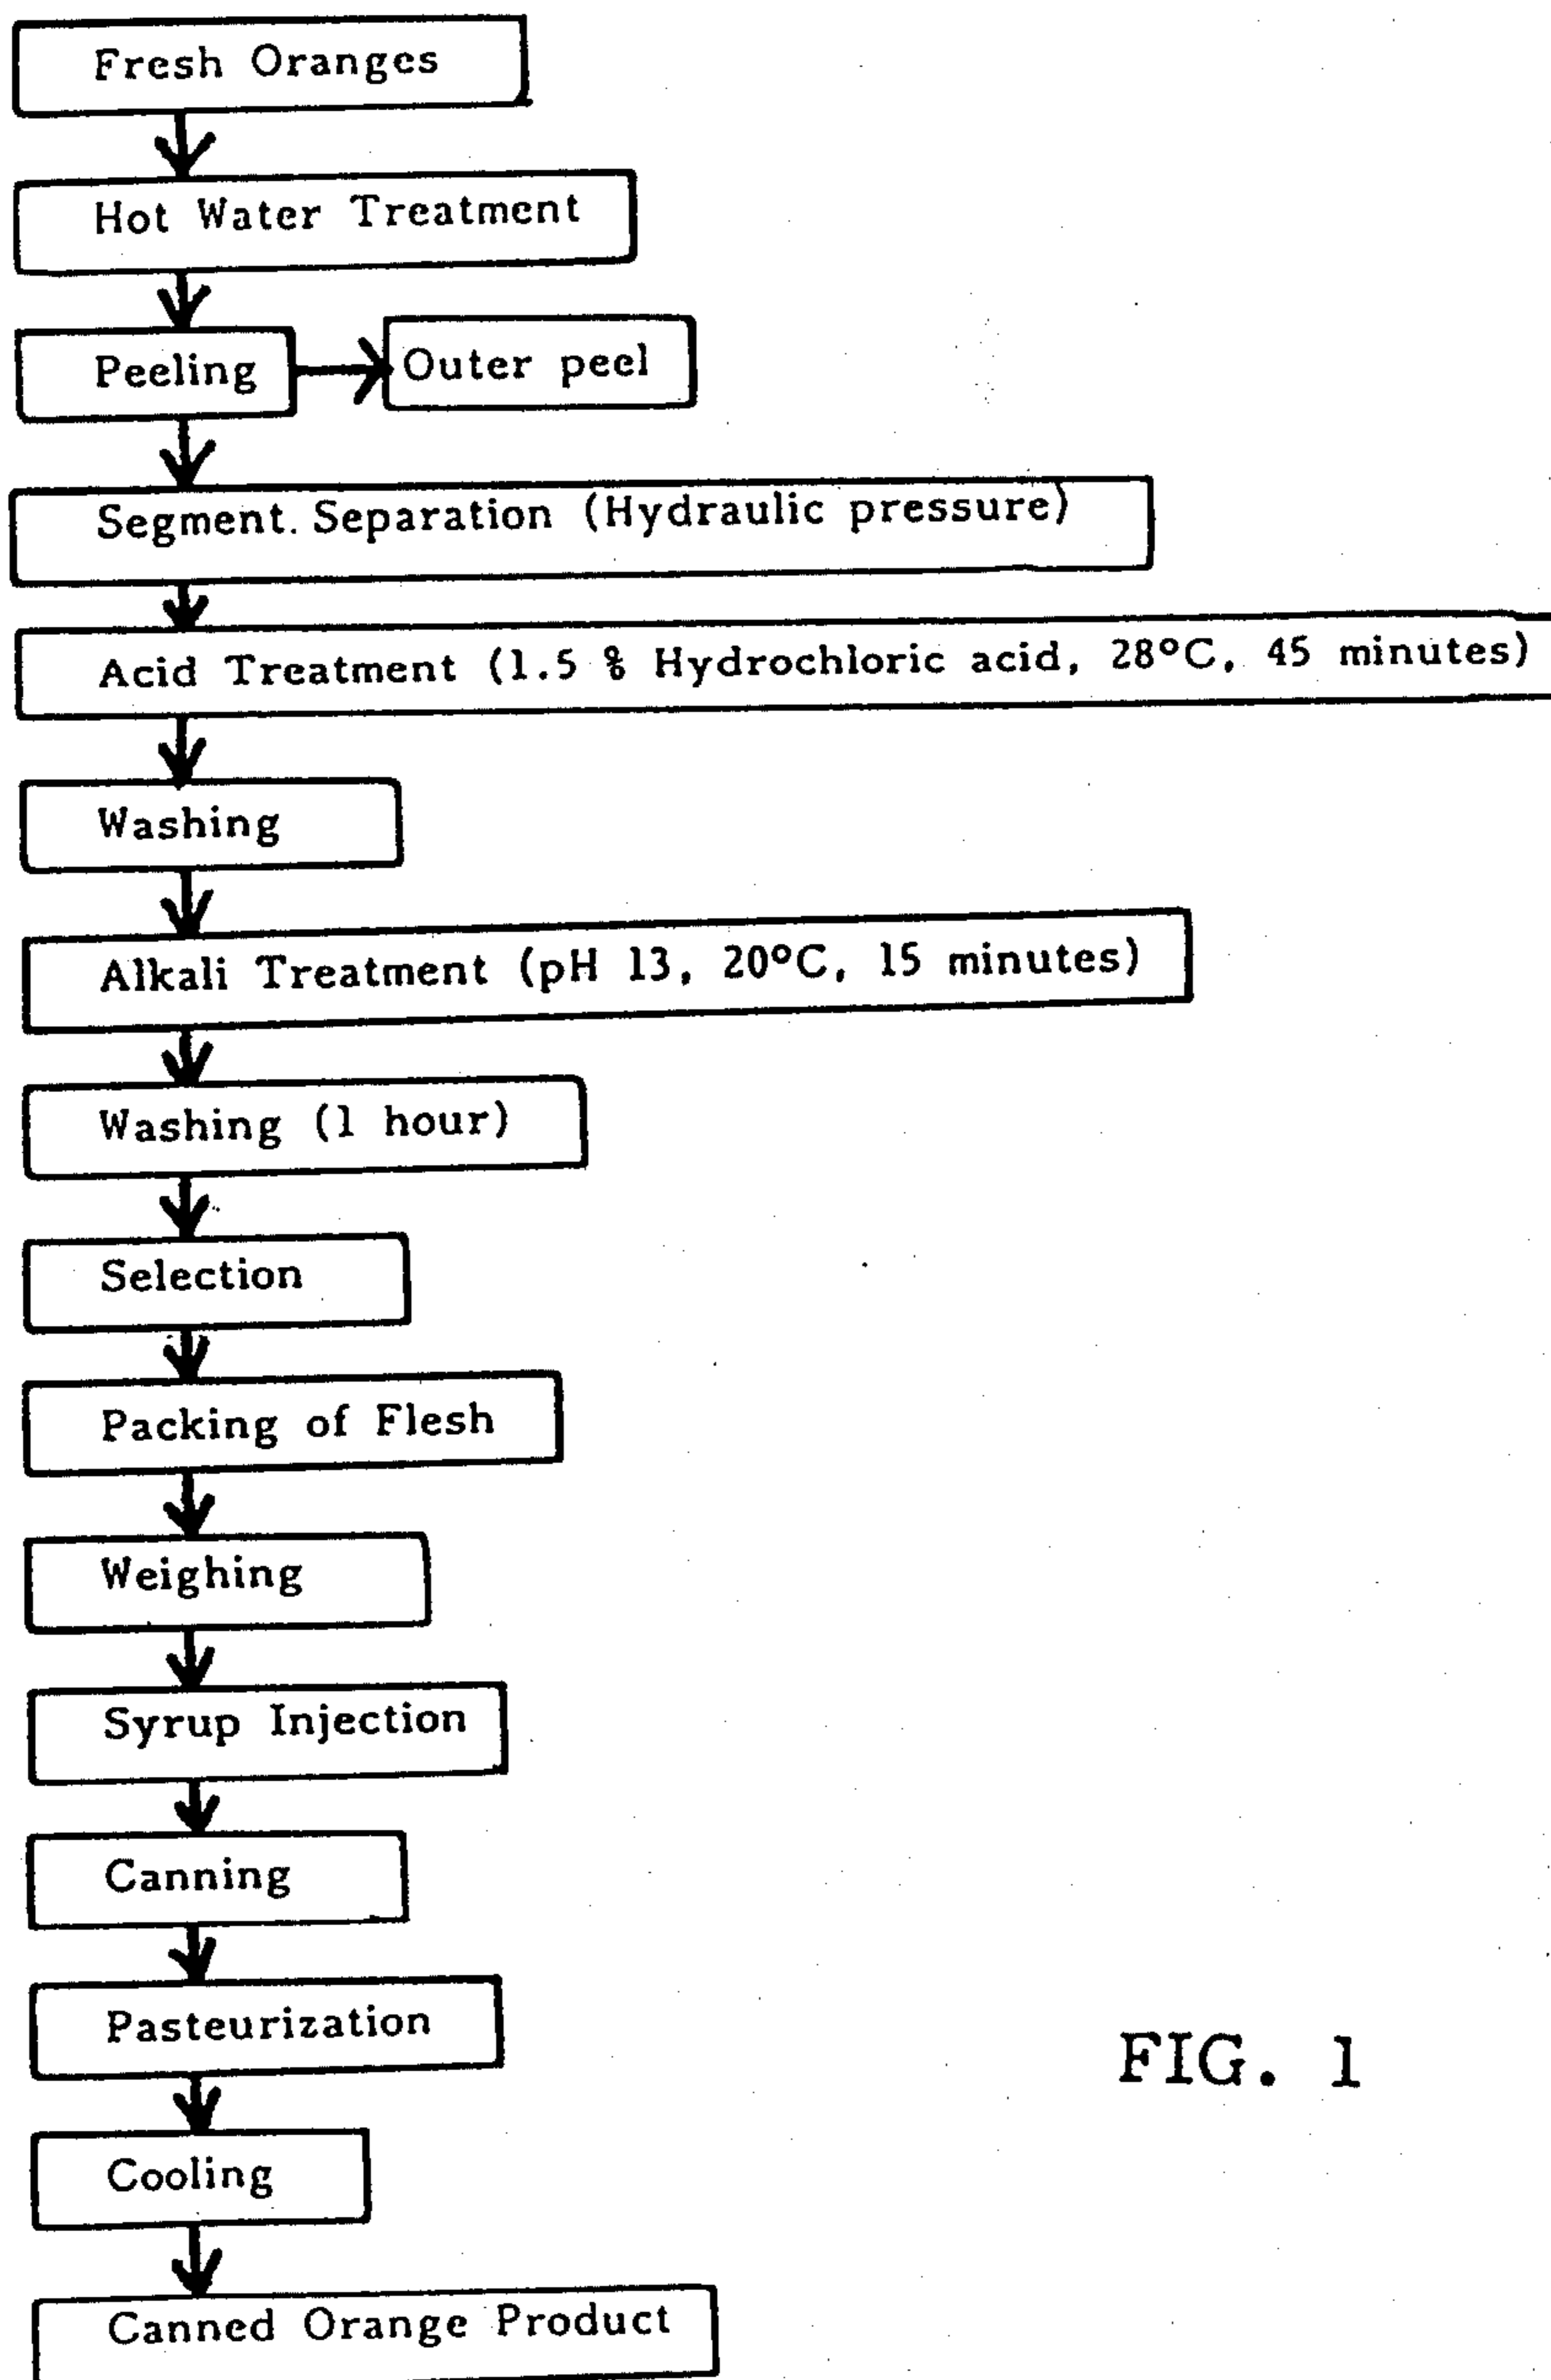 Fresh Oranges
Hot Water Treatment
Peeling
Outer peel
Segment. Separation (Hydraulic pressure)
Acid Treatment (1.5 % Hydrochloric acid, 28°C, 45 minutes)
Washing
Alkali Treatment (pH 13, 20°C, 15 minutes)
Washing (1 hour)
Selection
Packing of Flesh
Weighing
Syrup Injection
Canning
Pasteurization
FIG. 1
Cooling
Canned Orange Product